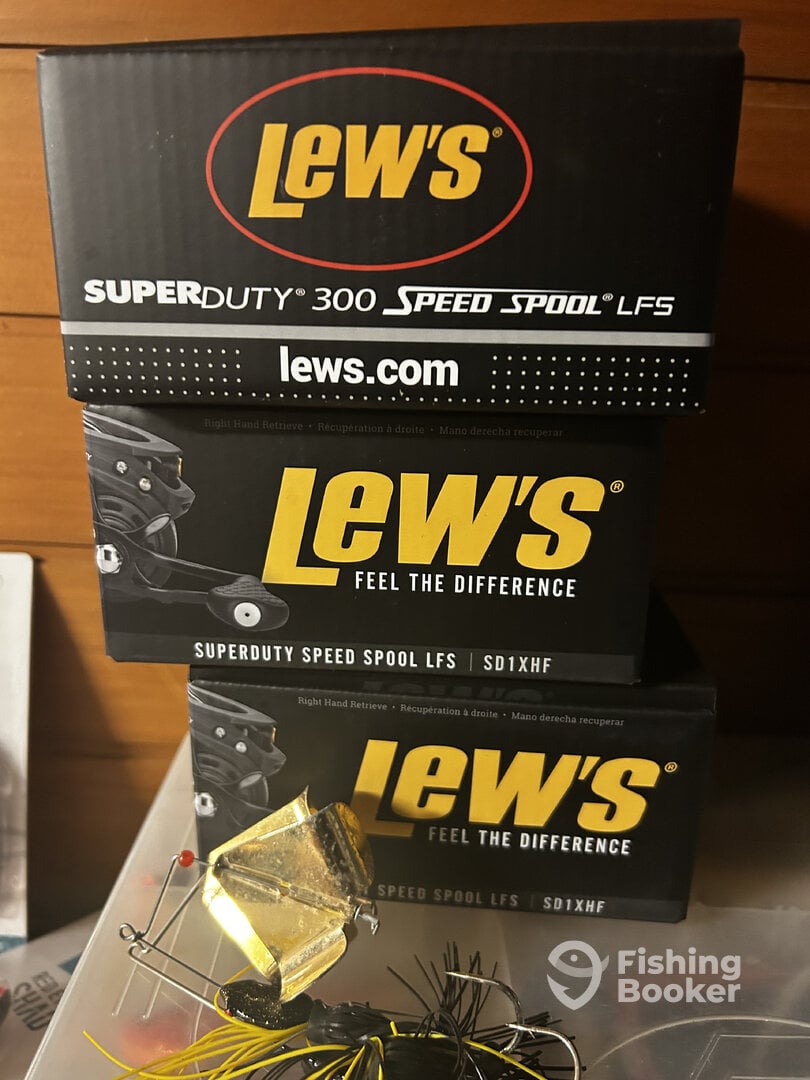 LEW'S®
SUPERDUTY® 300 SPEED SPOOL® LFS
lews.com
Right Hand Retrieve • Récupération à droite • Mano derecha recuperar
LEW'S®
FEEL THE DIFFERENCE
SUPERDUTY SPEED SPOOL LFS | SD1XHF
LEW'S
Right Hand Retrieve • Récupération à droite • Mano derecha recuperar
LEW'S®
FEEL THE DIFFERENCE
SPEED SPOOL LFS | SD1XHF
SHAD
Fishing
Booker